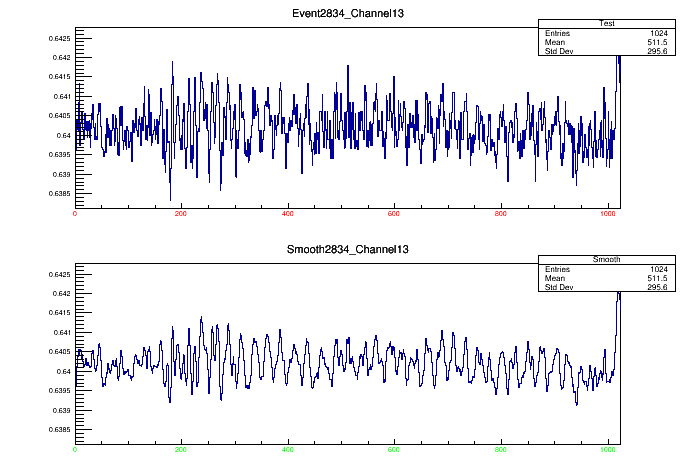 Event2834_Channel13
Test
Entries 1024
Mean 511.5
Std Dev 295.6
0.6425
0.642
0.6415
0.641
0.6405
0.64
0.6395
0.639
0.6385
0 200 400 600 800 1000
Smooth2834_Channel13
Smooth
Entries 1024
Mean 511.5
Std Dev 295.6
0.6425
0.642
0.6415
0.641
0.6405
0.64
0.6395
0.639
0.6385
0 200 400 600 800 1000